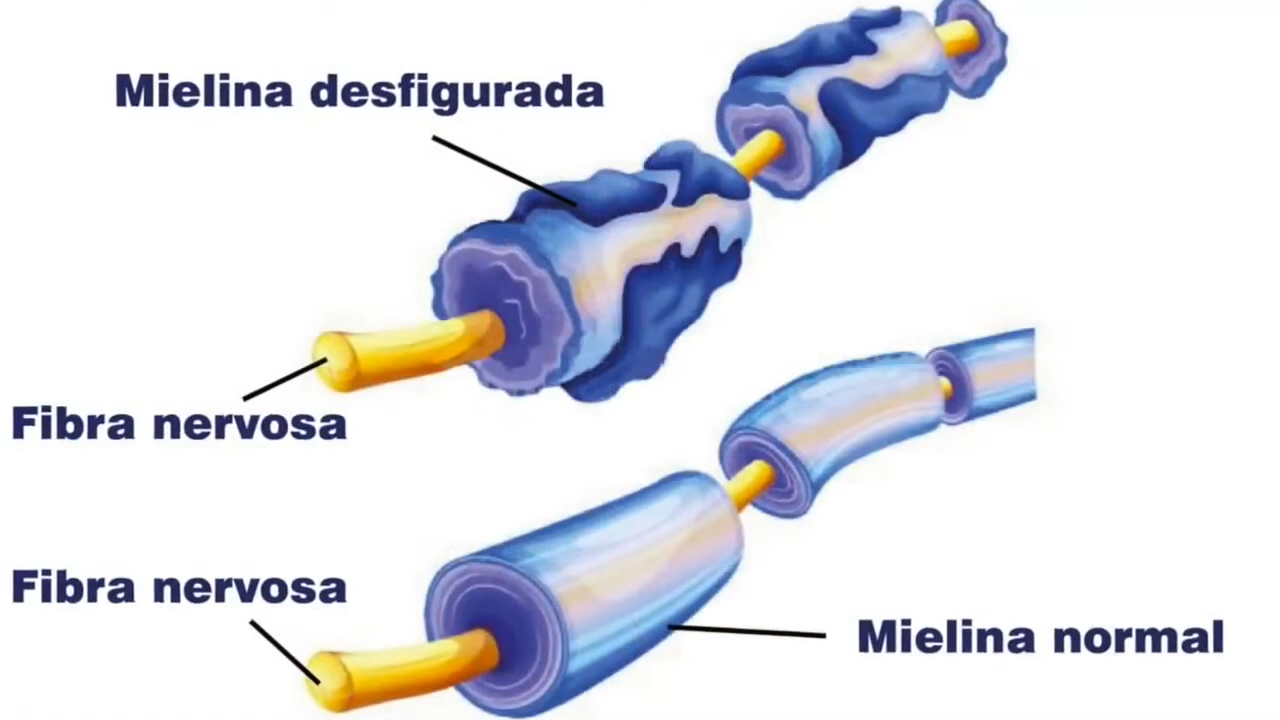 Mielina desfigurada
Fibra nervosa
Fibra nervosa
Mielina normal